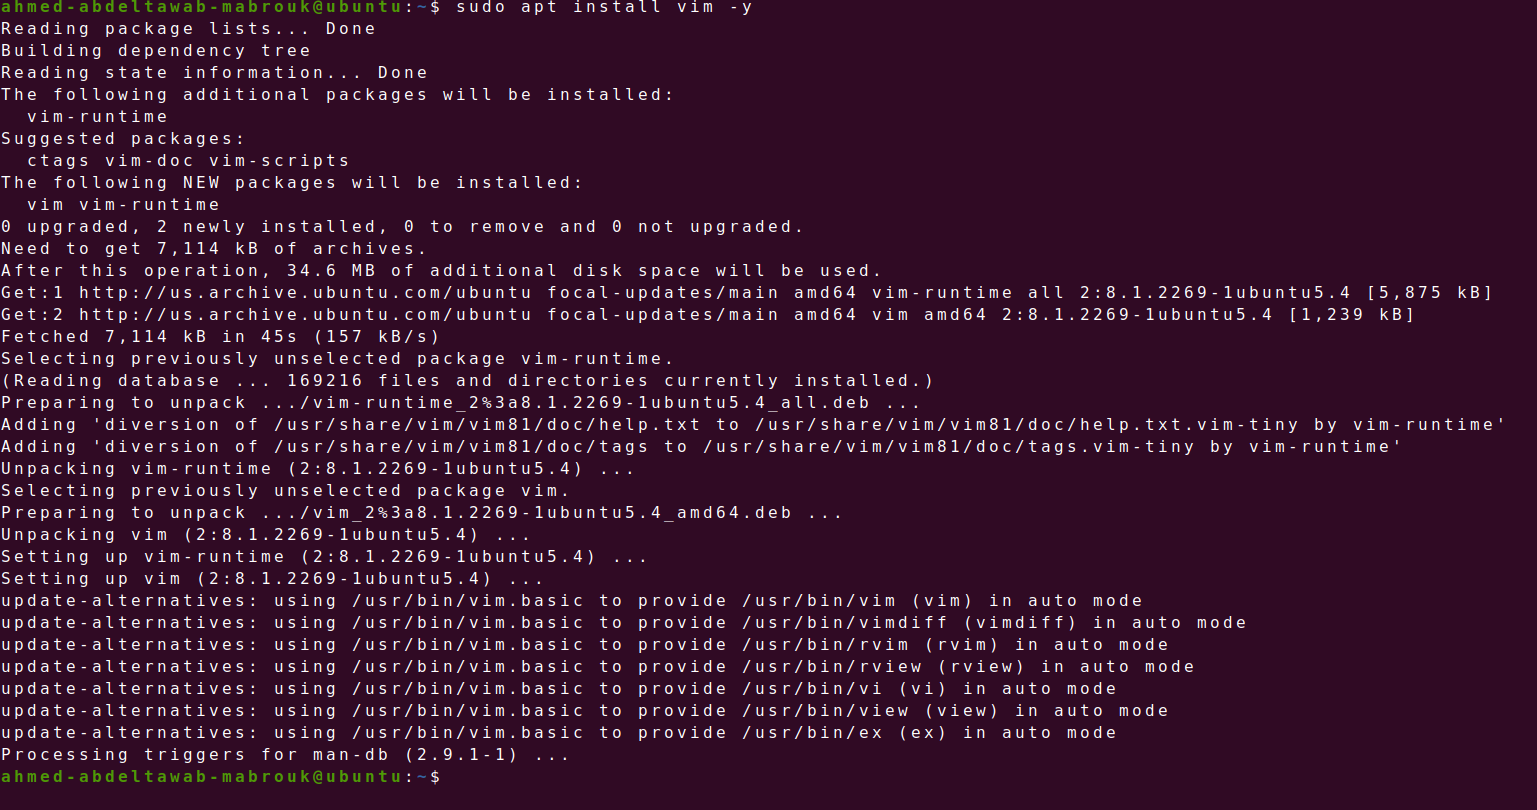 ahmed-abdeltawab-mabrouk@ubuntu:~$ sudo apt install vim -y
Reading package lists... Done
Building dependency tree
Reading state information... Done
The following additional packages will be installed:
  vim-runtime
Suggested packages:
  ctags vim-doc vim-scripts
The following NEW packages will be installed:
  vim vim-runtime
0 upgraded, 2 newly installed, 0 to remove and 0 not upgraded.
Need to get 7,114 kB of archives.
After this operation, 34.6 MB of additional disk space will be used.
Get:1 http://us.archive.ubuntu.com/ubuntu focal-updates/main amd64 vim-runtime all 2:8.1.2269-1ubuntu5.4 [5,875 kB]
Get:2 http://us.archive.ubuntu.com/ubuntu focal-updates/main amd64 vim amd64 2:8.1.2269-1ubuntu5.4 [1,239 kB]
Fetched 7,114 kB in 45s (157 kB/s)
Selecting previously unselected package vim-runtime.
(Reading database ... 169216 files and directories currently installed.)
Preparing to unpack .../vim-runtime_2%3a8.1.2269-1ubuntu5.4_all.deb ...
Adding 'diversion of /usr/share/vim/vim81/doc/help.txt to /usr/share/vim/vim81/doc/help.txt.vim-tiny by vim-runtime'
Adding 'diversion of /usr/share/vim/vim81/doc/tags to /usr/share/vim/vim81/doc/tags.vim-tiny by vim-runtime'
Unpacking vim-runtime (2:8.1.2269-1ubuntu5.4) ...
Selecting previously unselected package vim.
Preparing to unpack .../vim_2%3a8.1.2269-1ubuntu5.4_amd64.deb ...
Unpacking vim (2:8.1.2269-1ubuntu5.4) ...
Setting up vim-runtime (2:8.1.2269-1ubuntu5.4) ...
Setting up vim (2:8.1.2269-1ubuntu5.4) ...
update-alternatives: using /usr/bin/vim.basic to provide /usr/bin/vim (vim) in auto mode
update-alternatives: using /usr/bin/vim.basic to provide /usr/bin/vimdiff (vimdiff) in auto mode
update-alternatives: using /usr/bin/vim.basic to provide /usr/bin/rvim (rvim) in auto mode
update-alternatives: using /usr/bin/vim.basic to provide /usr/bin/rview (rview) in auto mode
update-alternatives: using /usr/bin/vim.basic to provide /usr/bin/vi (vi) in auto mode
update-alternatives: using /usr/bin/vim.basic to provide /usr/bin/view (view) in auto mode
update-alternatives: using /usr/bin/vim.basic to provide /usr/bin/ex (ex) in auto mode
Processing triggers for man-db (2.9.1-1) ...
ahmed-abdeltawab-mabrouk@ubuntu:~$